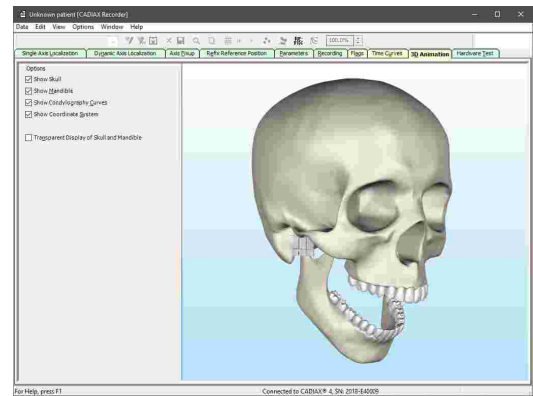 Unknown patient [CADIAX Recorder]
Data Edit View Options Window Help
100,0%
Single Axis Localization Dynamic Axis Localization Axis Pinup Refix Reference Position Parameters Recording Flags Time Curves 3D Animation Hardware Test
Options
Show Skull
Show Mandible
Show Condylography Curves
Show Coordinate System
Transparent Display of Skull and Mandible
For Help, press F1 Connected to CADIAX® 4, SN: 2018-E40009